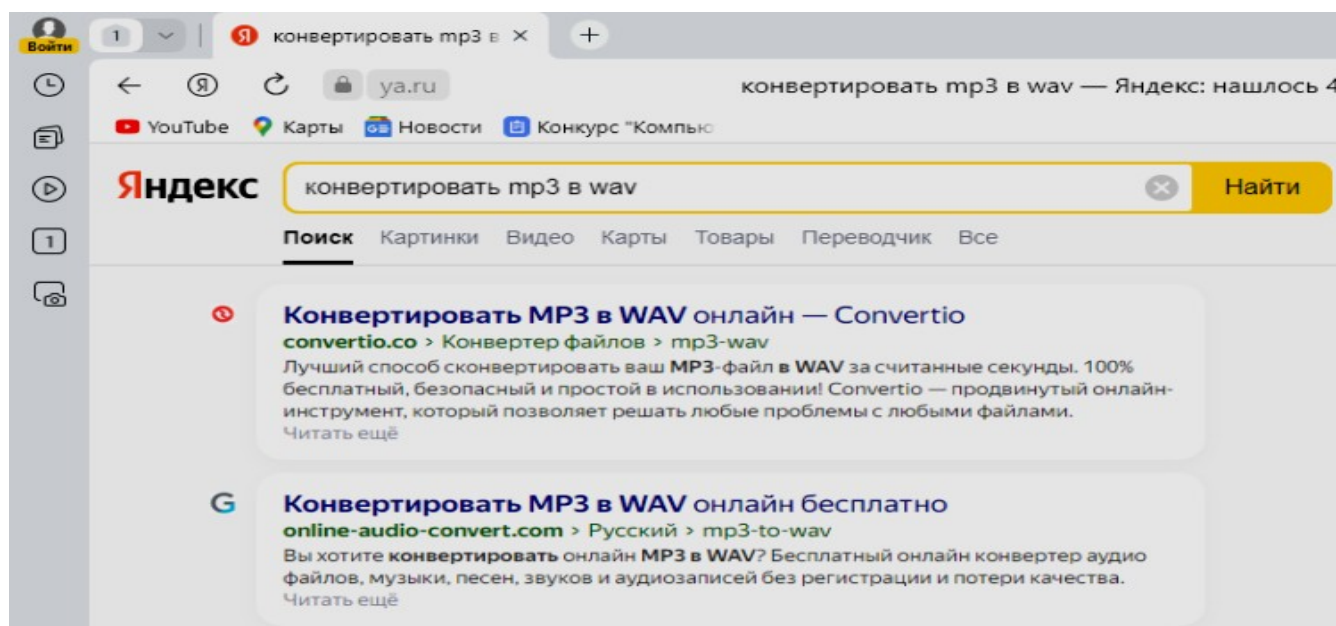 Войти
1
конвертировать mp3 в
ya.ru
конвертировать mp3 в wav — Яндекс: нашлось 4
YouTube Карты Новости Конкурс "Компью
Яндекс конвертировать mp3 в wav Найти
1
Поиск Картинки Видео Карты Товары Переводчик Все
Конвертировать MP3 в WAV онлайн — Convertio
convertio.co › Конвертер файлов › mp3-wav
Лучший способ сконвертировать ваш MP3-файл в WAV за считанные секунды. 100%
бесплатный, безопасный и простой в использовании! Convertio — продвинутый онлайн-
инструмент, который позволяет решать любые проблемы с любыми файлами.
Читать ещё
Конвертировать MP3 в WAV онлайн бесплатно
online-audio-convert.com › Русский › mp3-to-wav
Вы хотите конвертировать онлайн MP3 в WAV? Бесплатный онлайн конвертер аудио
файлов, музыки, песен, звуков и аудиозаписей без регистрации и потери качества.
Читать ещё